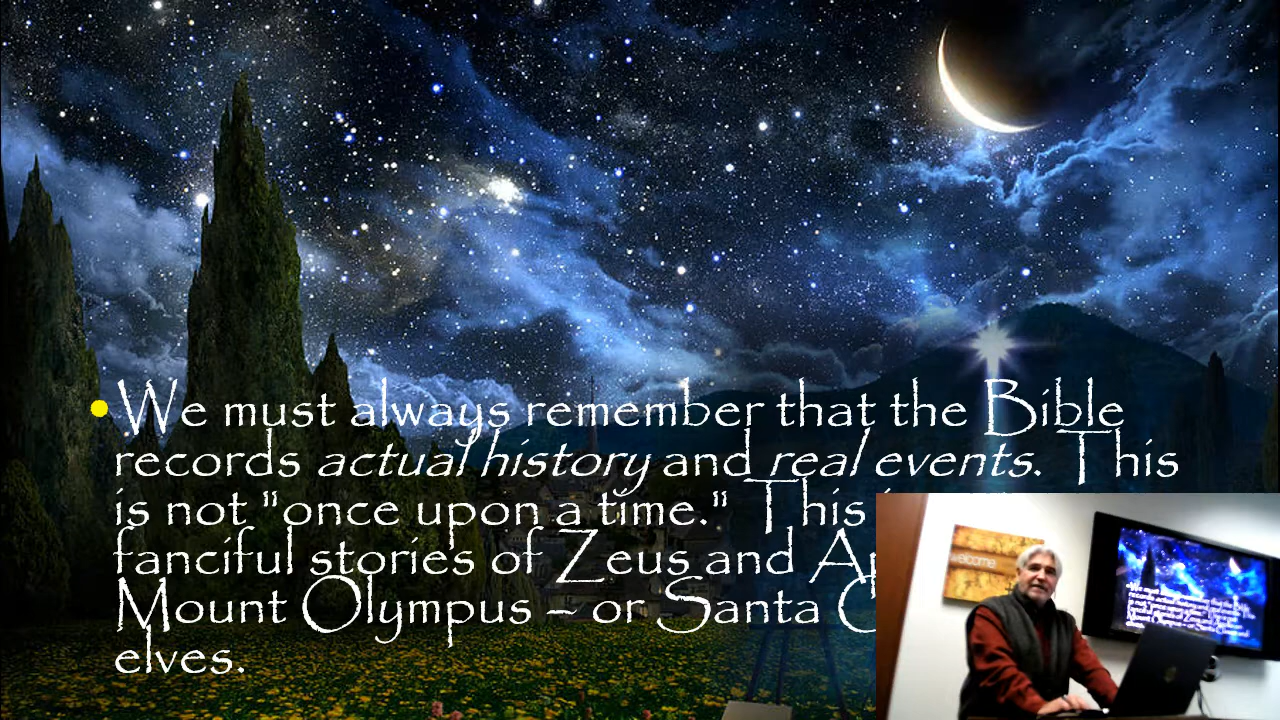 • We must always remember that the Bible
records actual history and real events. This
is not "once upon a time." This
fanciful stories of Zeus and
Mount Olympus – or Santa
elves.
welcome